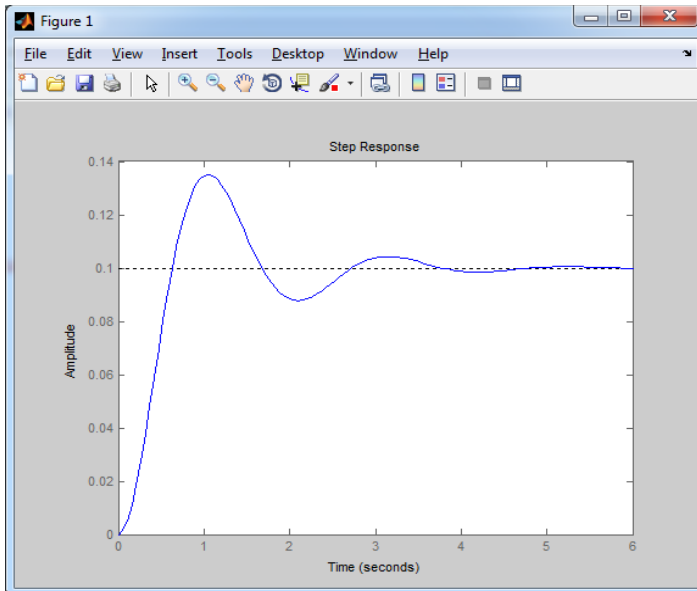 Figure 1
File Edit View Insert Tools Desktop Window Help
Step Response
0.14
0.12
0.1
0.08
0.06
0.04
0.02
0
Amplitude
0 1 2 3 4 5 6
Time (seconds)